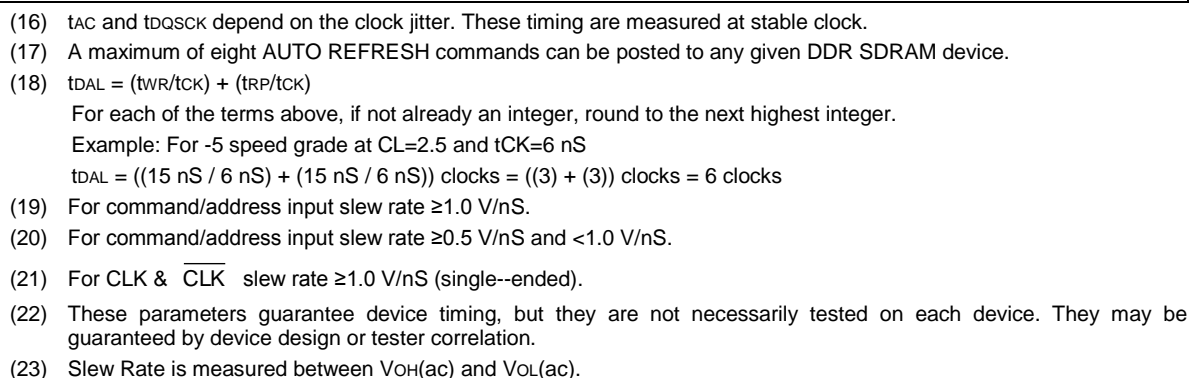 (16) tAC and tDQSCK depend on the clock jitter. These timing are measured at stable clock.
(17) A maximum of eight AUTO REFRESH commands can be posted to any given DDR SDRAM device.
(18) tDAL = (tWR/tCK) + (tRP/tCK)
For each of the terms above, if not already an integer, round to the next highest integer.
Example: For -5 speed grade at CL=2.5 and tCK=6 nS
tDAL = ((15 nS / 6 nS) + (15 nS / 6 nS)) clocks = ((3) + (3)) clocks = 6 clocks
(19) For command/address input slew rate ≥1.0 V/nS.
(20) For command/address input slew rate ≥0.5 V/nS and <1.0 V/nS.
(21) For CLK & C̅L̅K̅ slew rate ≥1.0 V/nS (single--ended).
(22) These parameters guarantee device timing, but they are not necessarily tested on each device. They may be
guaranteed by device design or tester correlation.
(23) Slew Rate is measured between VOH(ac) and VOL(ac).